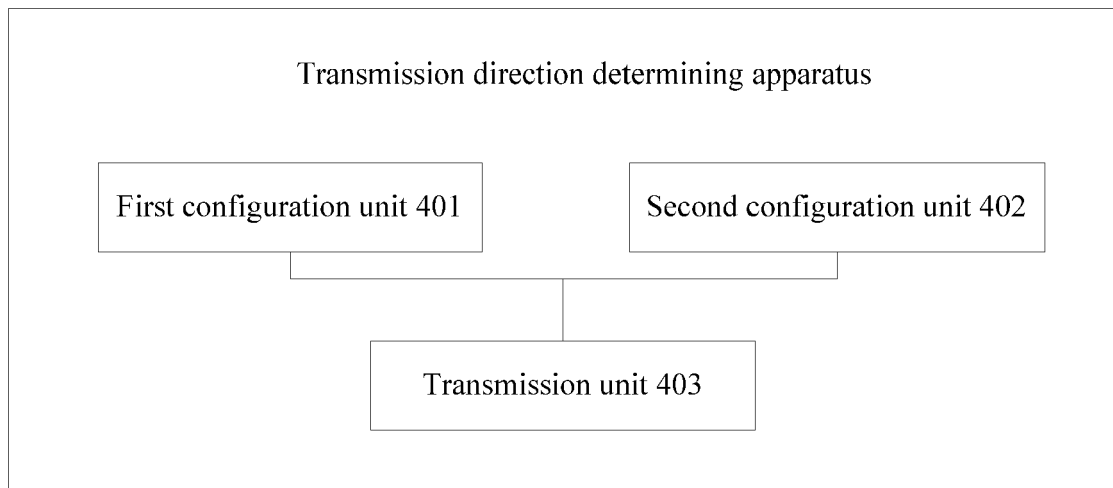 Transmission direction determining apparatus
First configuration unit 401
Second configuration unit 402
Transmission unit 403